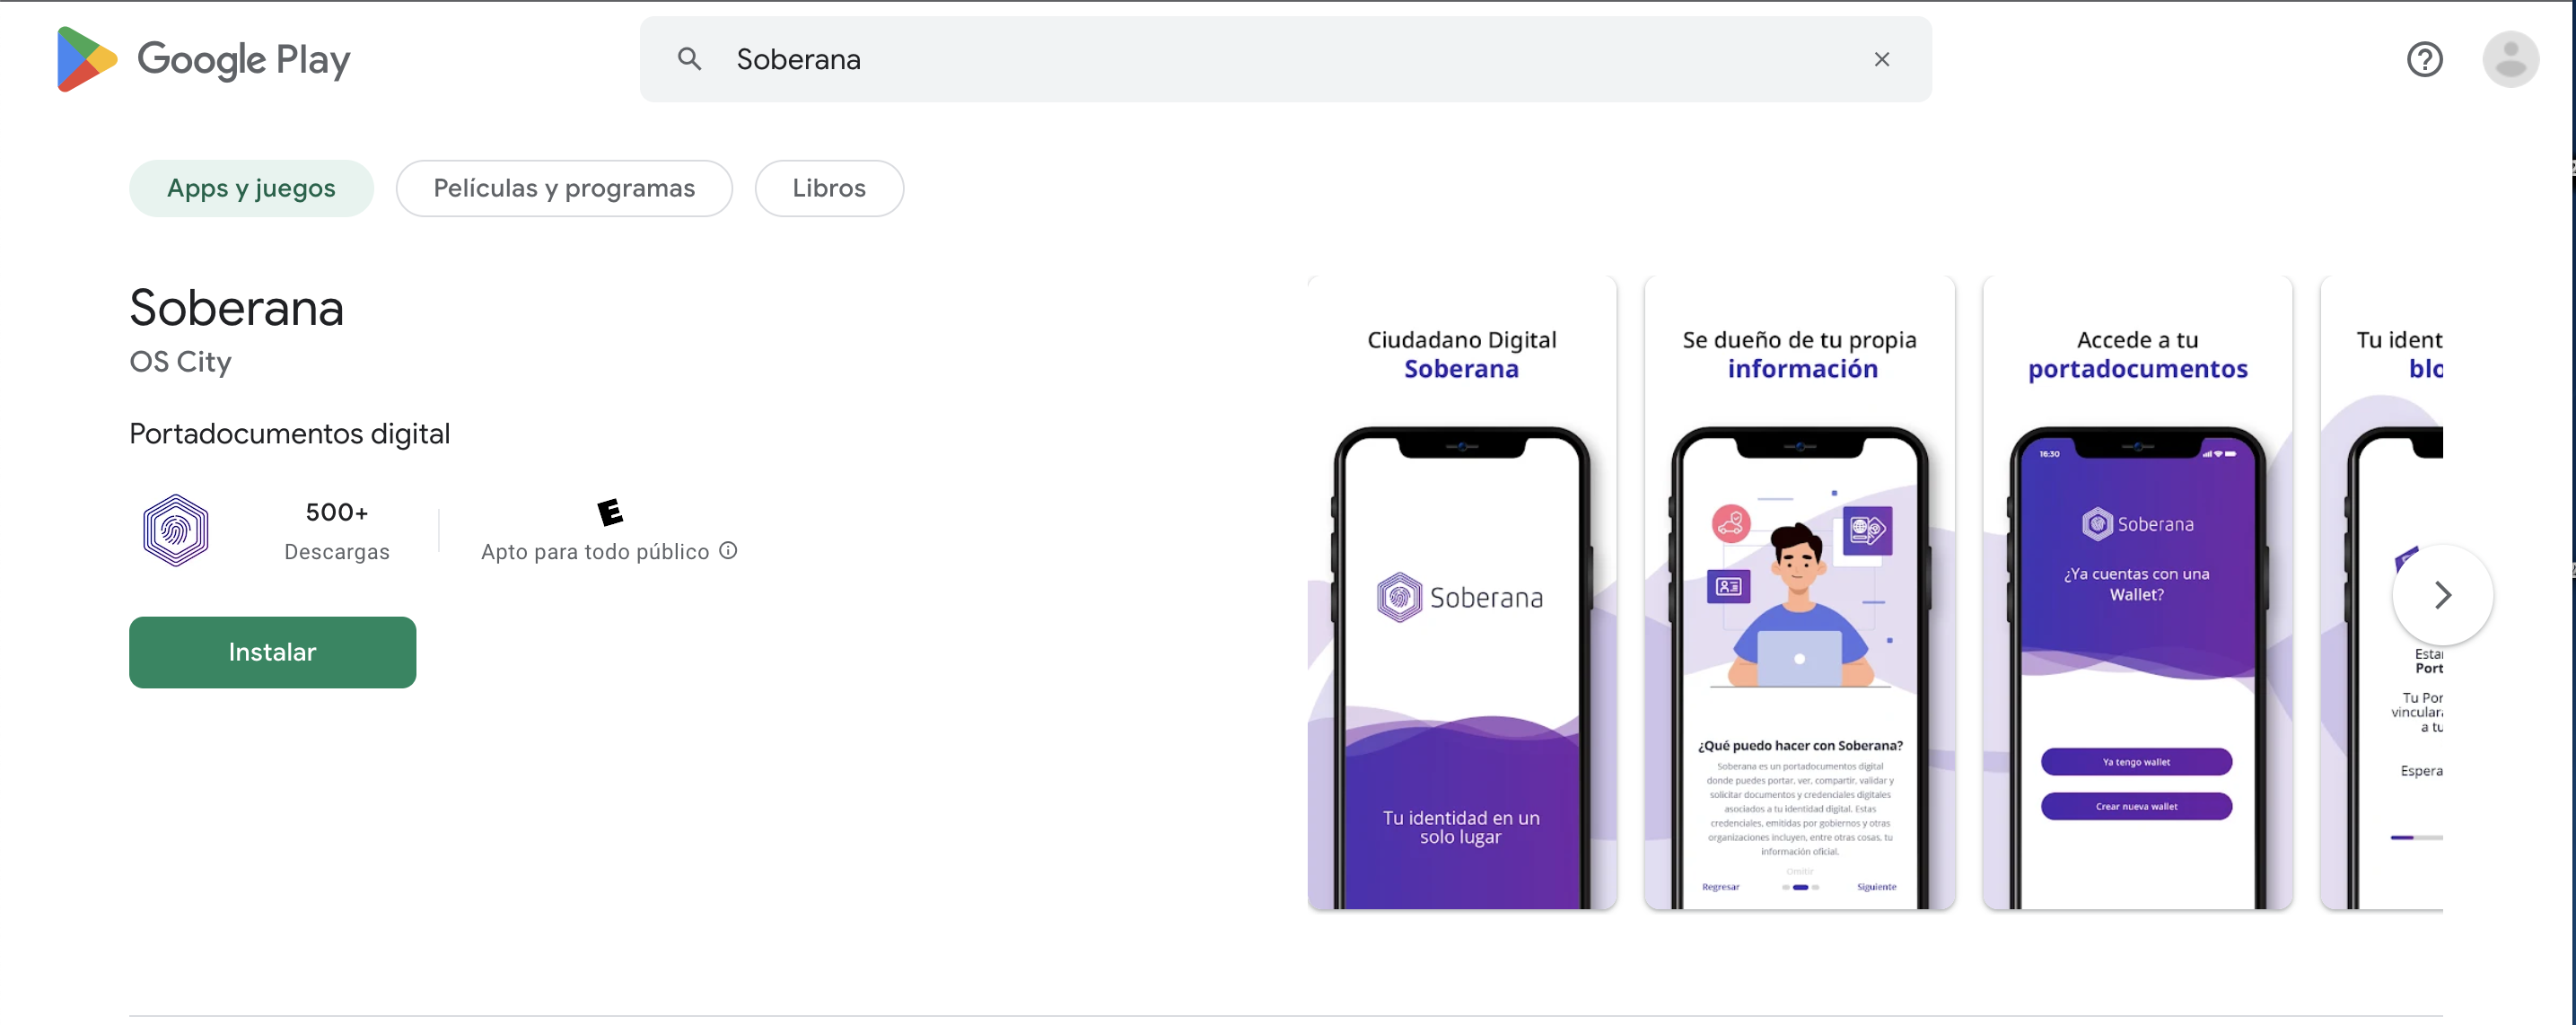 Google Play
Soberana
Apps y juegos
Películas y programas
Libros
Soberana
OS City
Portadocumentos digital
500+
Descargas
E
Apto para todo público
Instalar
Ciudadano Digital
Soberana
Soberana
Tu identidad en un
solo lugar
Se dueño de tu propia
información
¿Qué puedo hacer con Soberana?
Soberana es un portadocumentos digital
donde puedes portar, ver, compartir, validar y
solicitar documentos y credenciales digitales
asociados a tu identidad digital. Estas
credenciales, emitidas por gobiernos y otras
organizaciones incluyen, entre otras cosas, tu
información oficial.
Omitir
Regresar
Siguiente
Accede a tu
portadocumentos
16:30
Soberana
¿Ya cuentas con una
Wallet?
Ya tengo wallet
Crear nueva wallet
Tu ident
blo
Estar
Port
Tu Por
vincular
a tu
Espera